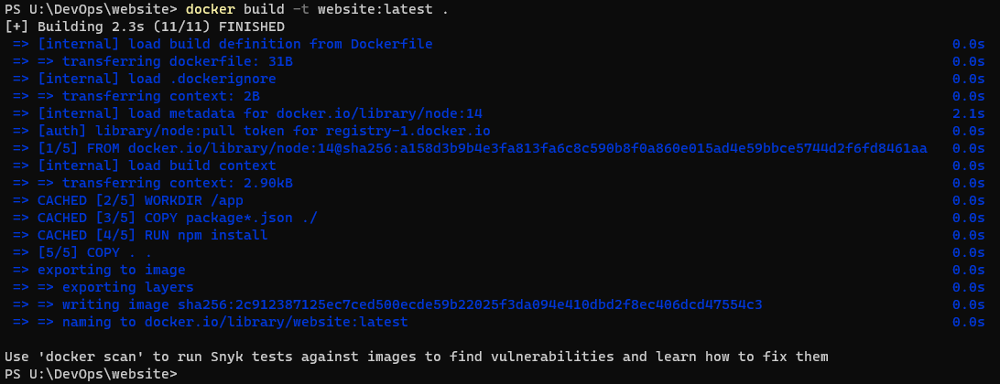 PS U:\DevOps\website> docker build -t website:latest .
[+] Building 2.3s (11/11) FINISHED
=> [internal] load build definition from Dockerfile 0.0s
=> => transferring dockerfile: 31B 0.0s
=> [internal] load .dockerignore 0.0s
=> => transferring context: 2B 0.0s
=> [internal] load metadata for docker.io/library/node:14 2.1s
=> [auth] library/node:pull token for registry-1.docker.io 0.0s
=> [1/5] FROM docker.io/library/node:14@sha256:a158d3b9b4e3fa813fa6c8c590b8f0a860e015ad4e59bbce5744d2f6fd8461aa 0.0s
=> [internal] load build context 0.0s
=> => transferring context: 2.90kB 0.0s
=> CACHED [2/5] WORKDIR /app 0.0s
=> CACHED [3/5] COPY package*.json ./ 0.0s
=> CACHED [4/5] RUN npm install 0.0s
=> [5/5] COPY . . 0.0s
=> exporting to image 0.0s
=> => exporting layers 0.0s
=> => writing image sha256:2c912387125ec7ced500ecde59b22025f3da094e410dbd2f8ec406dcd47554c3 0.0s
=> => naming to docker.io/library/website:latest 0.0s
Use 'docker scan' to run Snyk tests against images to find vulnerabilities and learn how to fix them
PS U:\DevOps\website>